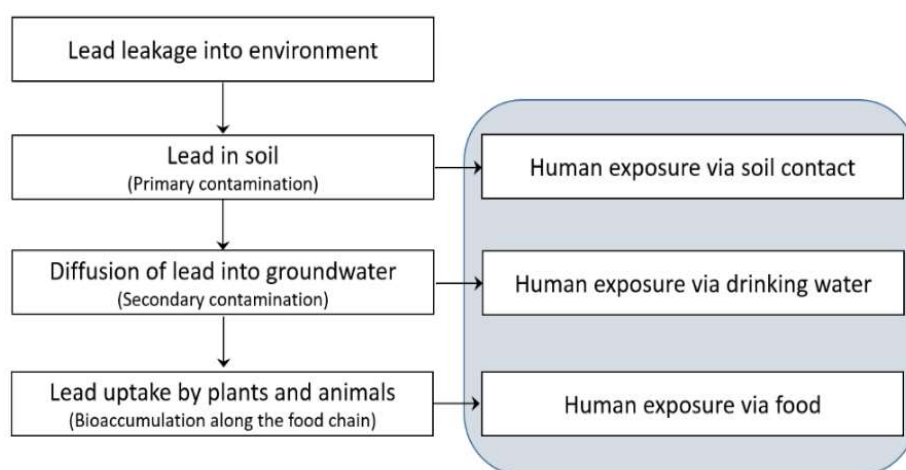 Lead leakage into environment
Lead in soil
(Primary contamination)
Human exposure via soil contact
Diffusion of lead into groundwater
(Secondary contamination)
Human exposure via drinking water
Lead uptake by plants and animals
(Bioaccumulation along the food chain)
Human exposure via food